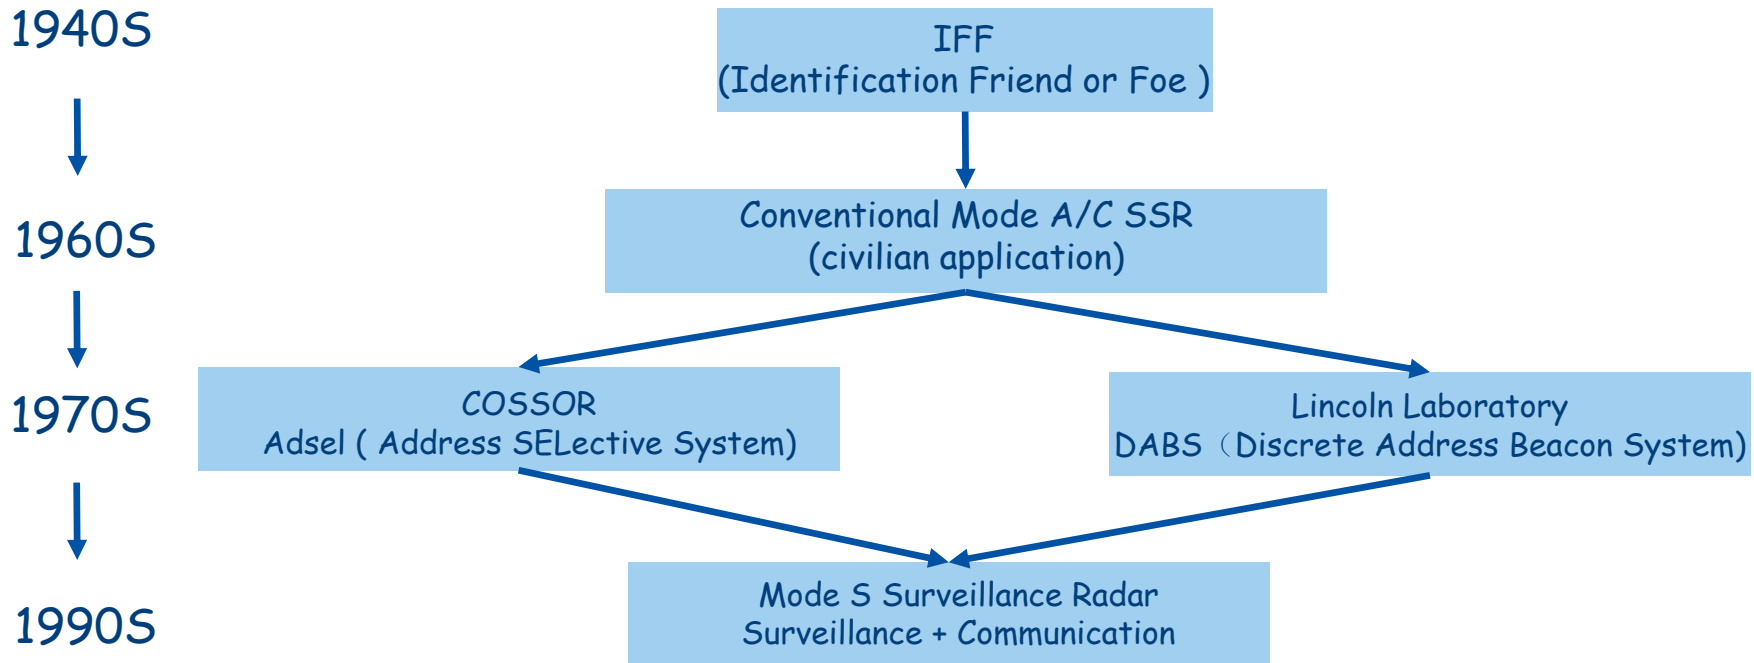 1940S
IFF
(Identification Friend or Foe )
1960S
Conventional Mode A/C SSR
(civilian application)
1970S
COSSOR
Adsel ( Address SELective System)
Lincoln Laboratory
DABS（Discrete Address Beacon System)
1990S
Mode S Surveillance Radar
Surveillance + Communication